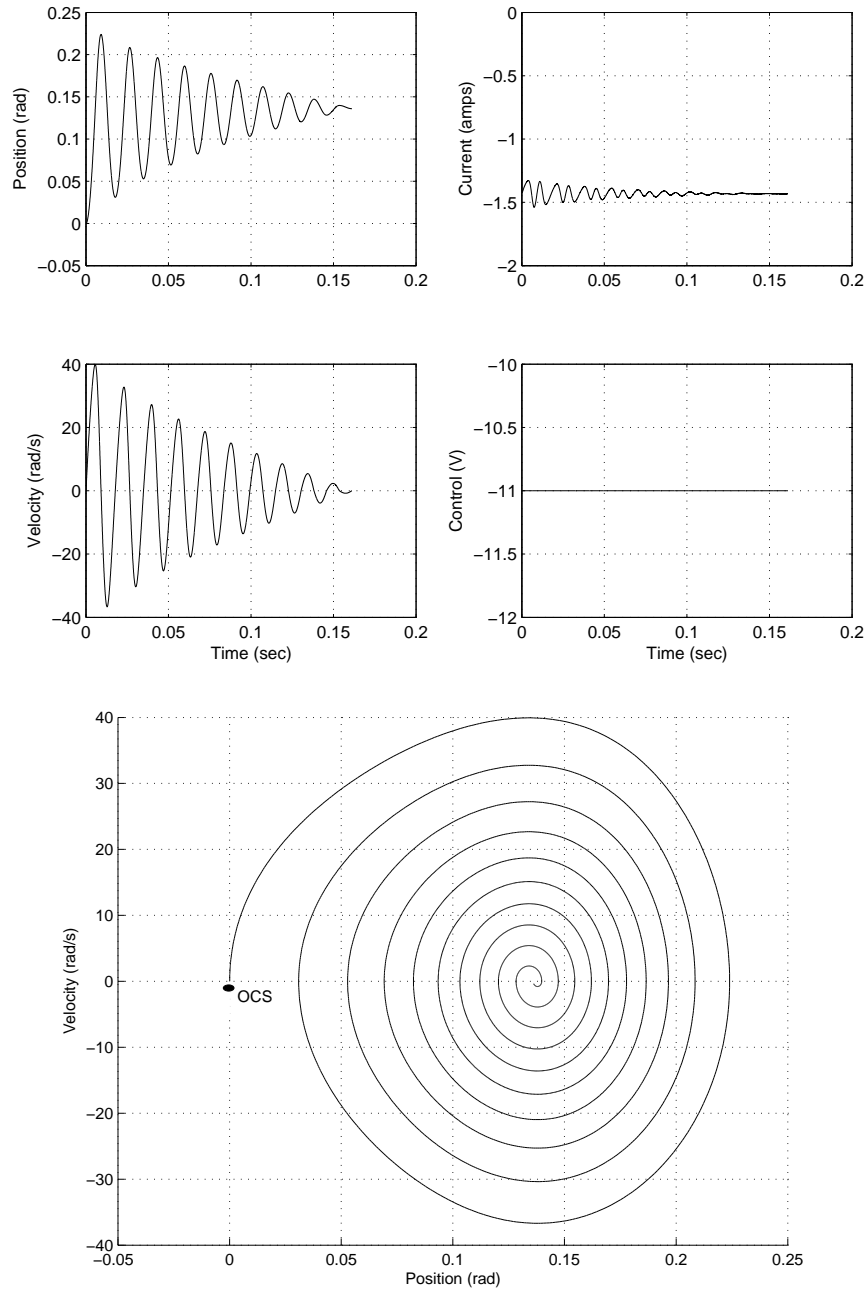 0.25
0.2
0.15
0.1
0.05
0
−0.05
Position (rad)
0 0.05 0.1 0.15 0.2
0
−0.5
−1
−1.5
−2
Current (amps)
0 0.05 0.1 0.15 0.2
40
20
0
−20
−40
Velocity (rad/s)
0 0.05 0.1 0.15 0.2
Time (sec)
−10
−10.5
−11
−11.5
−12
Control (V)
0 0.05 0.1 0.15 0.2
Time (sec)
40
30
20
10
0
−10
−20
−30
−40
Velocity (rad/s)
OCS
−0.05 0 0.05 0.1 0.15 0.2 0.25
Position (rad)